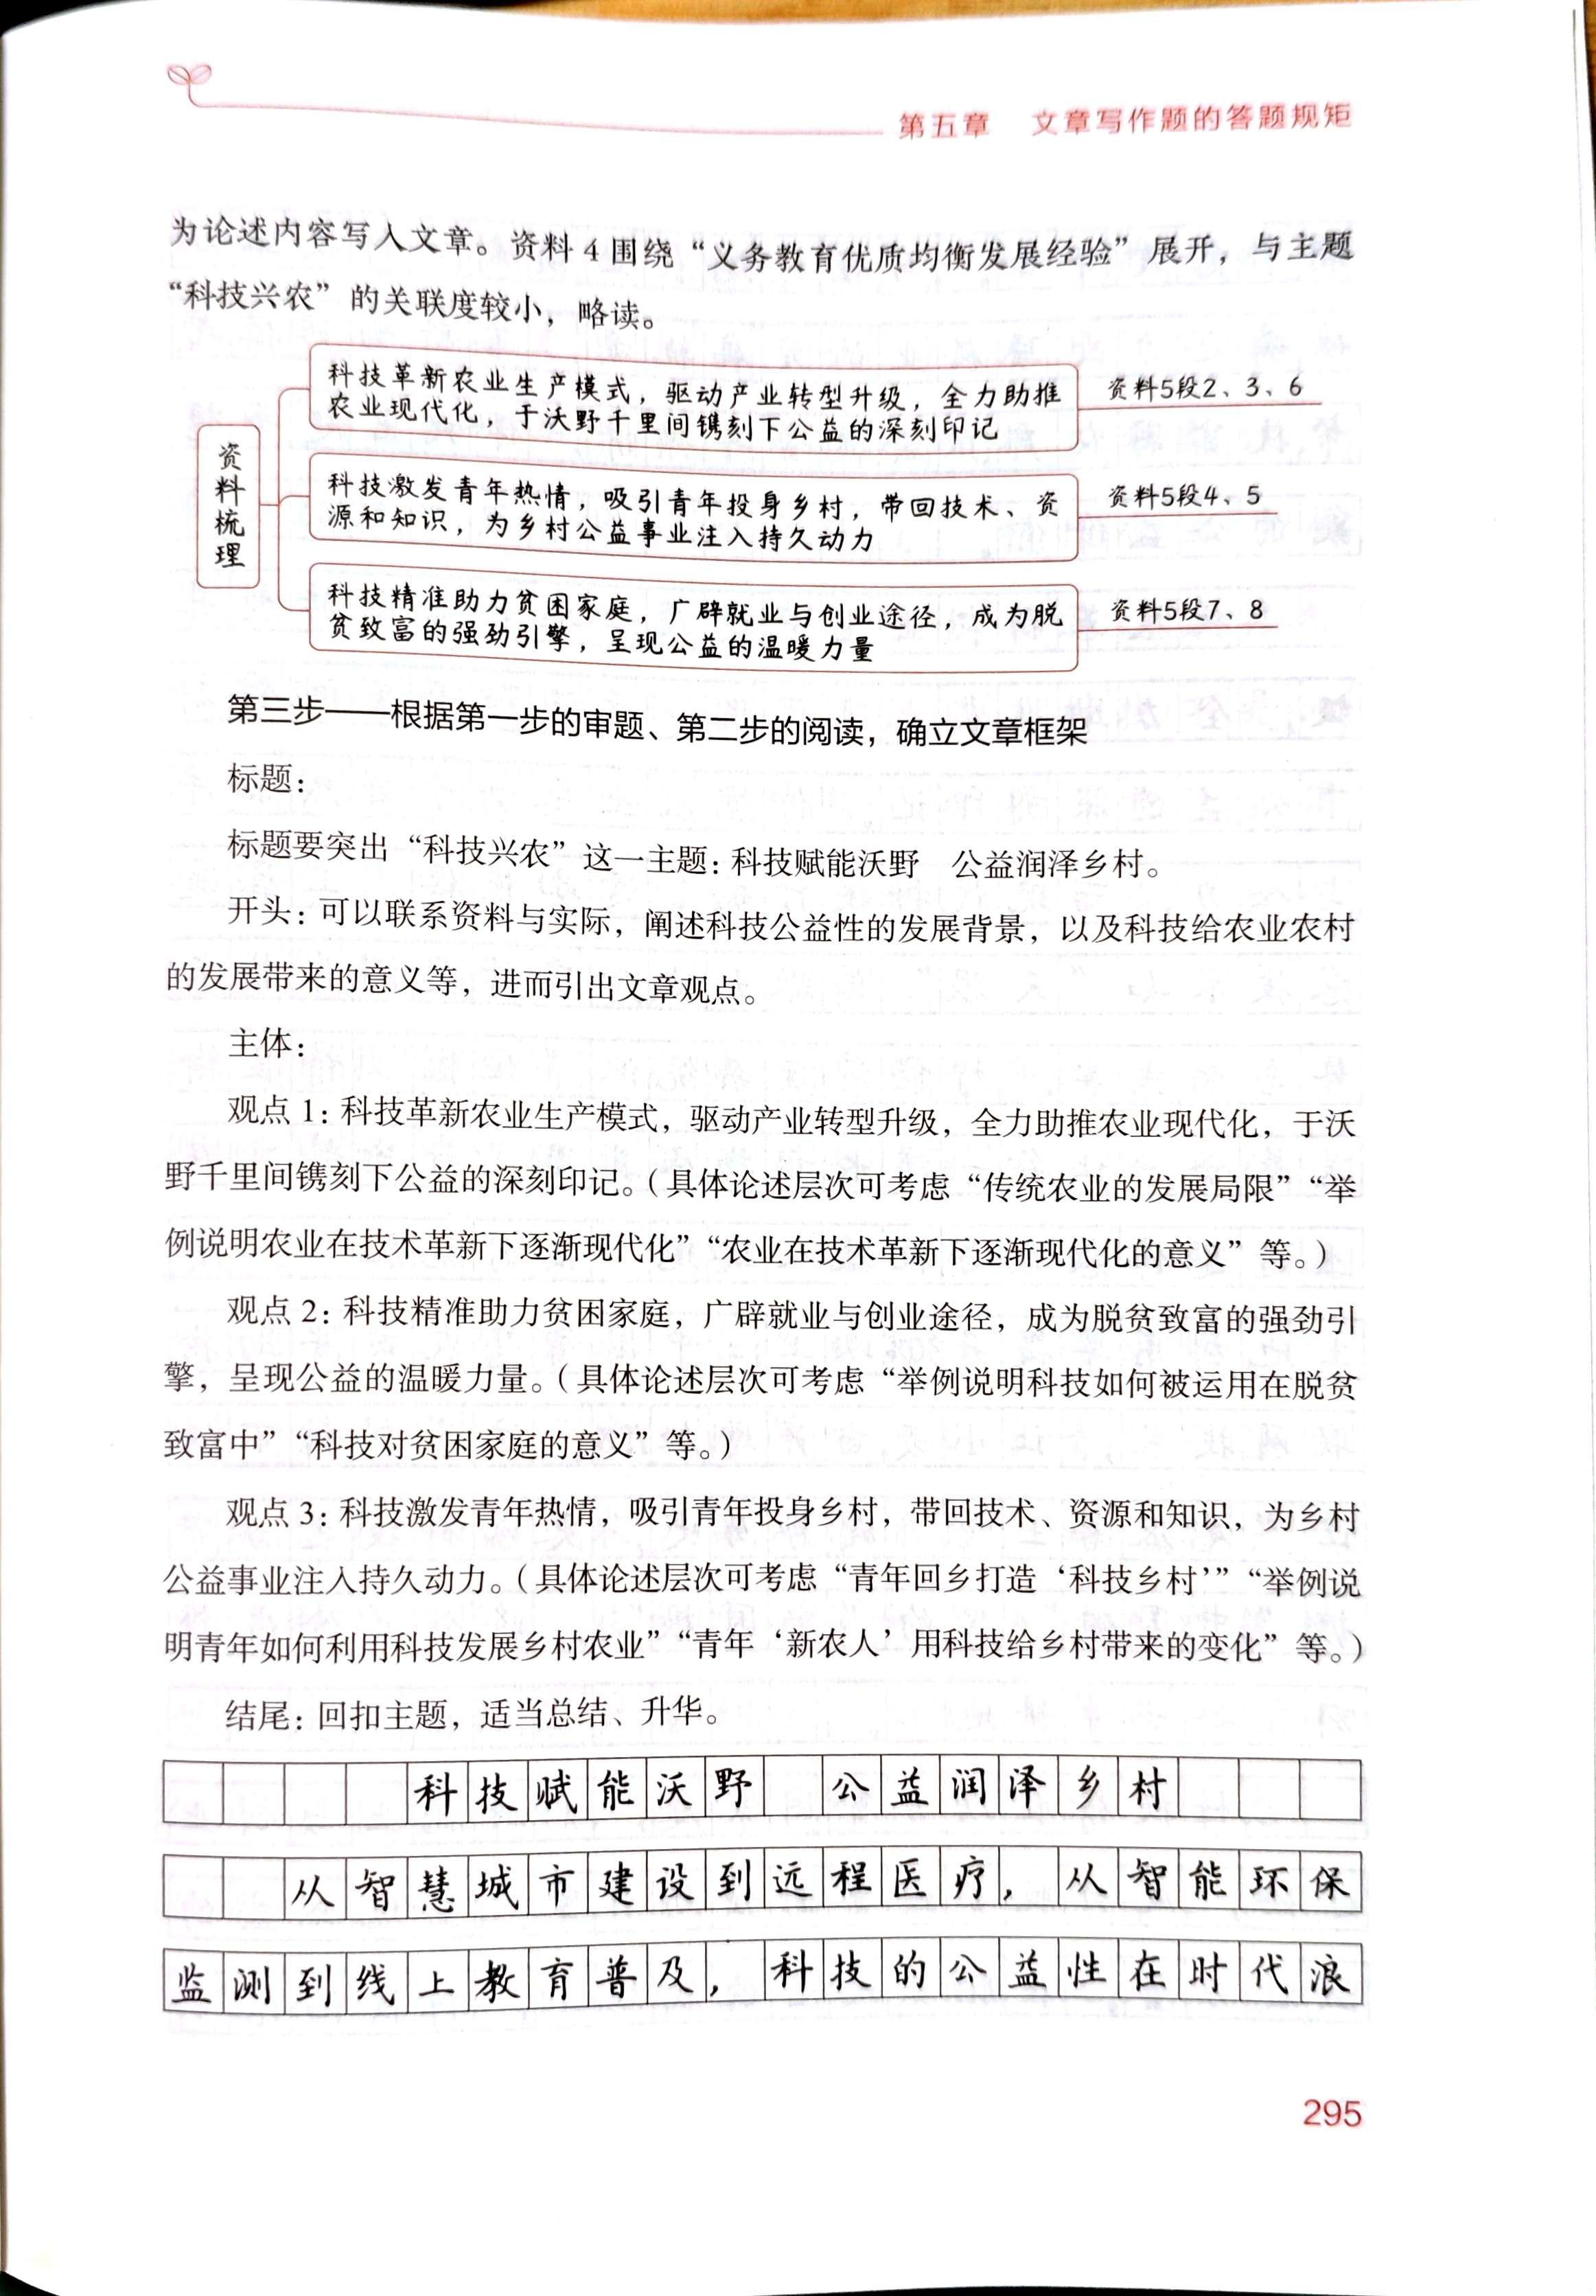 第五章 文章写作题的答题规矩
为论述内容写入文章。资料4围绕“义务教育优质均衡发展经验”展开，与主题
“科技兴农”的关联度较小，略读。
资料梳理
科技革新农业生产模式，驱动产业转型升级，全力助推
农业现代化，于沃野千里间镌刻下公益的深刻印记
资料5段2、3、6
科技激发青年热情，吸引青年投身乡村，带回技术、资
源和知识，为乡村公益事业注入持久动力
资料5段4、5
科技精准助力贫困家庭，广辟就业与创业途径，成为脱
贫致富的强劲引擎，呈现公益的温暖力量
资料5段7、8
第三步——根据第一步的审题、第二步的阅读，确立文章框架
标题：
标题要突出“科技兴农”这一主题：科技赋能沃野 公益润泽乡村。
开头：可以联系资料与实际，阐述科技公益性的发展背景，以及科技给农业农村
的发展带来的意义等，进而引出文章观点。
主体：
观点1：科技革新农业生产模式，驱动产业转型升级，全力助推农业现代化，于沃
野千里间镌刻下公益的深刻印记。（具体论述层次可考虑“传统农业的发展局限”“举
例说明农业在技术革新下逐渐现代化”“农业在技术革新下逐渐现代化的意义”等。）
观点2：科技精准助力贫困家庭，广辟就业与创业途径，成为脱贫致富的强劲引
擎，呈现公益的温暖力量。（具体论述层次可考虑“举例说明科技如何被运用在脱贫
致富中”“科技对贫困家庭的意义”等。）
观点3：科技激发青年热情，吸引青年投身乡村，带回技术、资源和知识，为乡村
公益事业注入持久动力。（具体论述层次可考虑“青年回乡打造‘科技乡村’”“举例说
明青年如何利用科技发展乡村农业”“青年‘新农人’用科技给乡村带来的变化”等。）
结尾：回扣主题，适当总结、升华。
科技赋能沃野 公益润泽乡村
从智慧城市建设到远程医疗，从智能环保
监测到线上教育普及，科技的公益性在时代浪
295